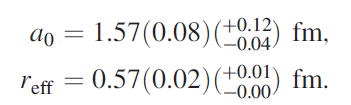 a₀ = 1.57(0.08)(⁺⁰·¹²₋₀.₀₄) fm,
r_eff = 0.57(0.02)(⁺⁰·⁰¹₋₀.₀₀) fm.